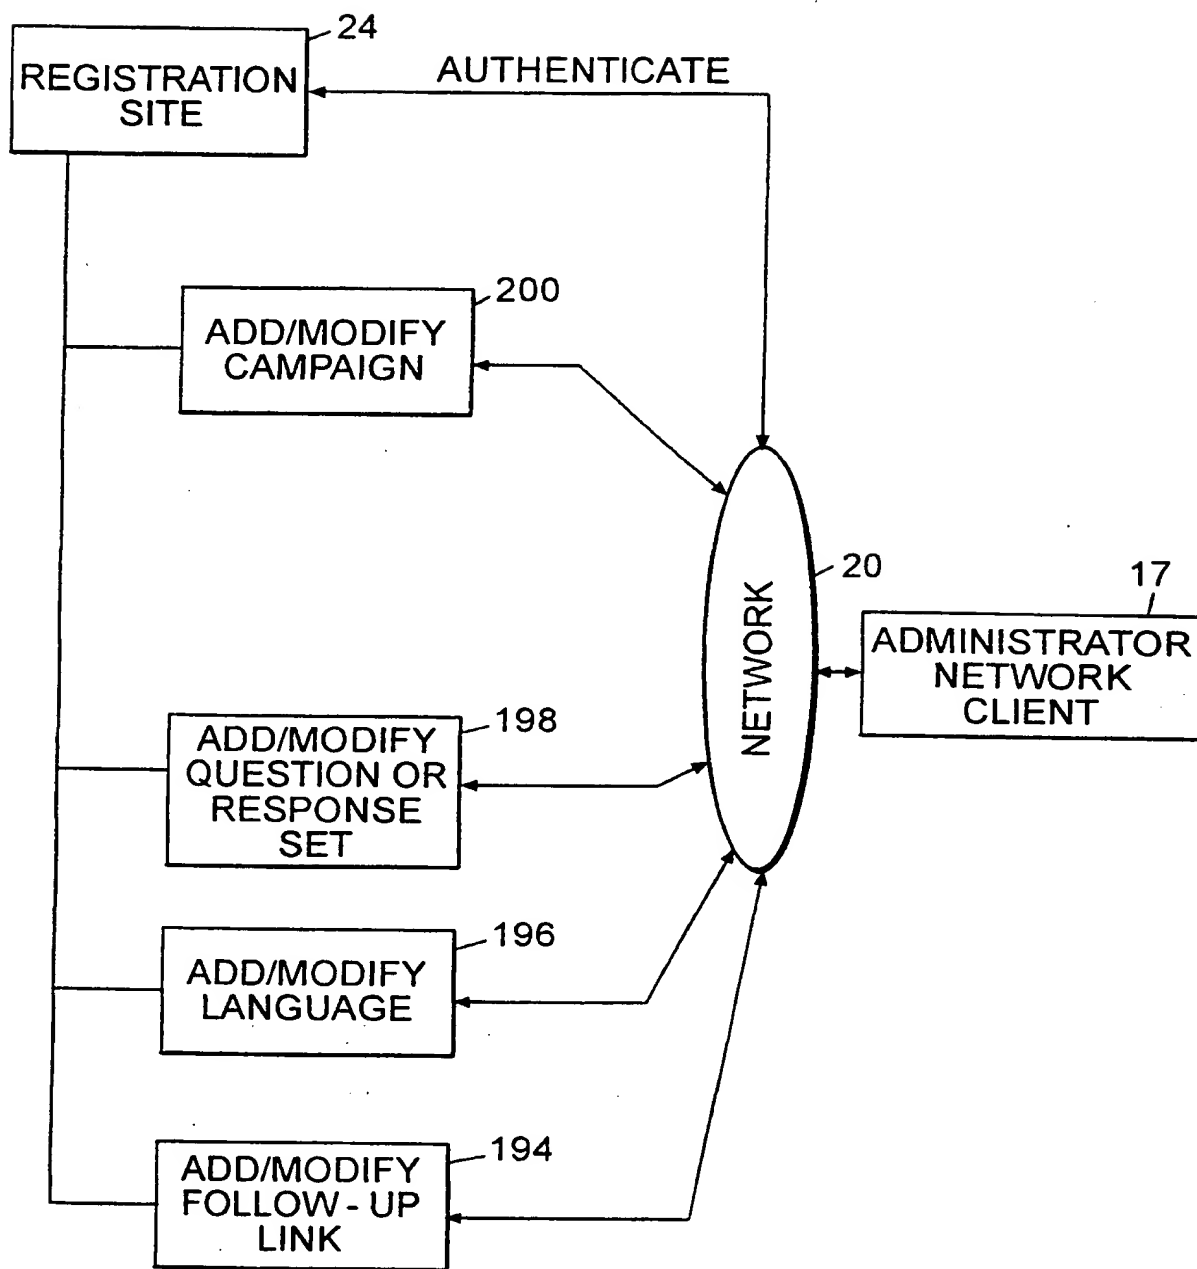 24
REGISTRATION
SITE
AUTHENTICATE
200
ADD/MODIFY
CAMPAIGN
20
NETWORK
17
ADMINISTRATOR
NETWORK
CLIENT
198
ADD/MODIFY
QUESTION OR
RESPONSE
SET
196
ADD/MODIFY
LANGUAGE
194
ADD/MODIFY
FOLLOW - UP
LINK